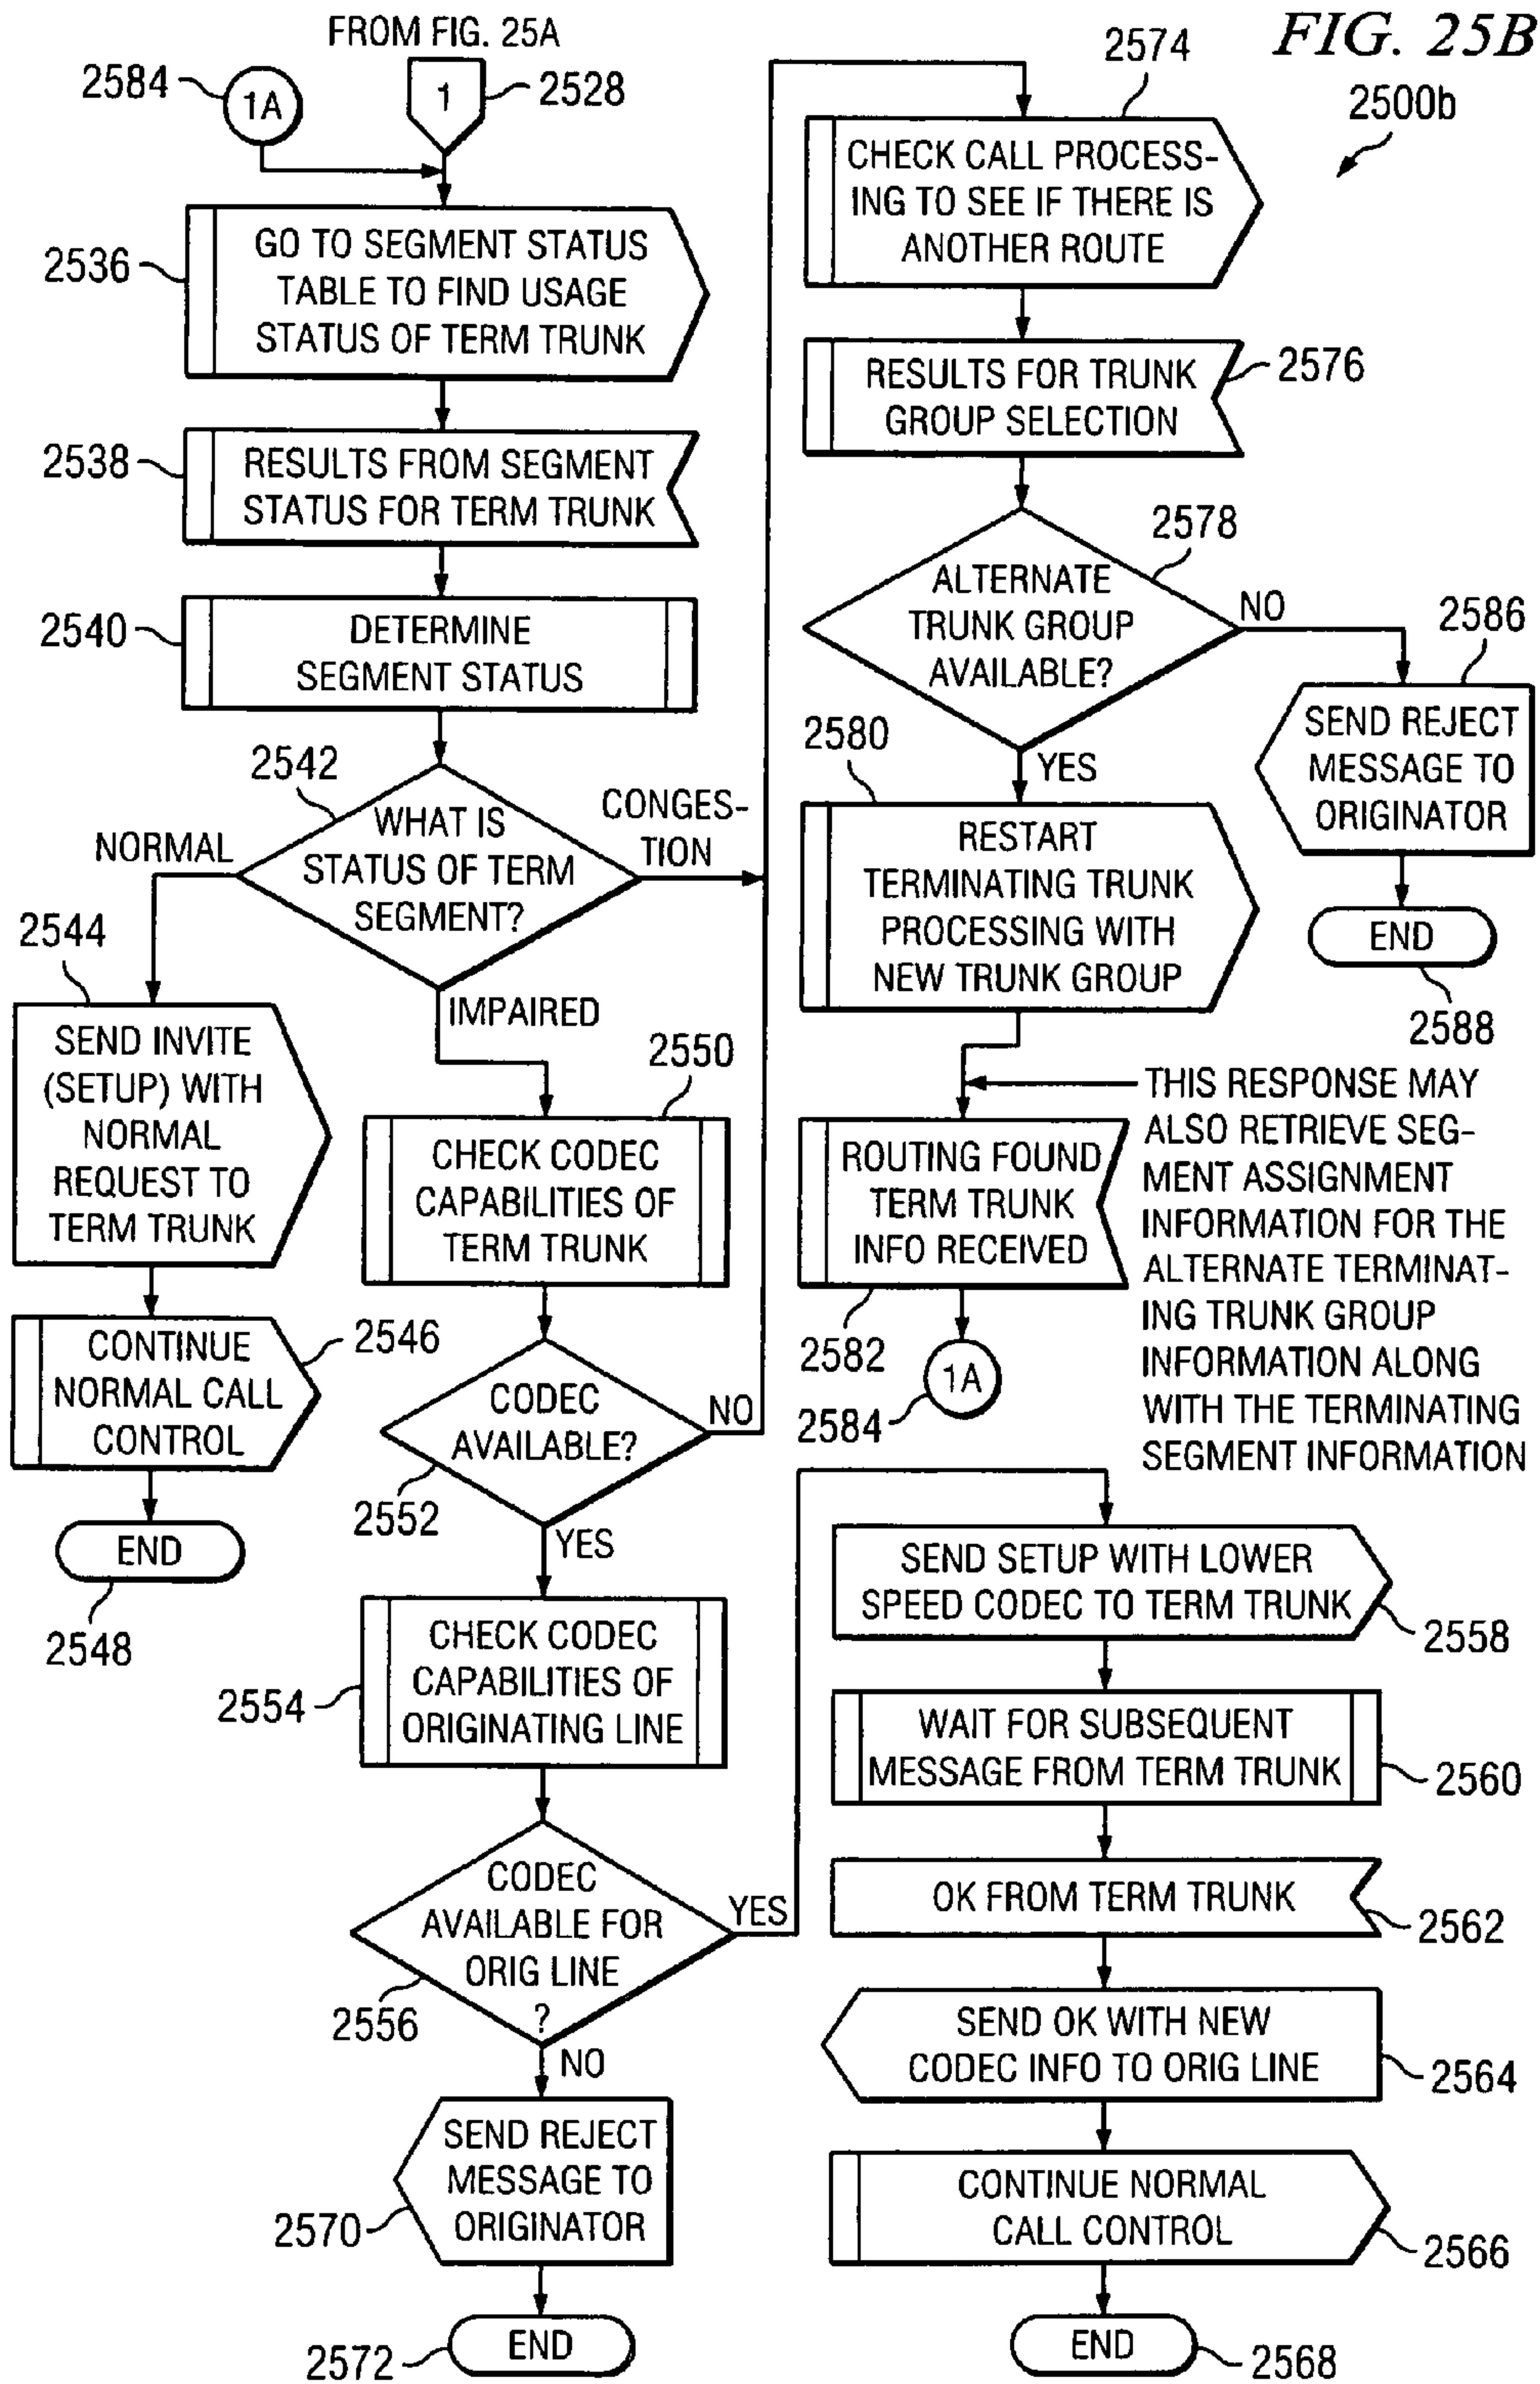 FIG. 25B
2500b
FROM FIG. 25A
2584
1A
1
2528
2536
GO TO SEGMENT STATUS
TABLE TO FIND USAGE
STATUS OF TERM TRUNK
2538
RESULTS FROM SEGMENT
STATUS FOR TERM TRUNK
2540
DETERMINE
SEGMENT STATUS
2542
WHAT IS
STATUS OF TERM
SEGMENT?
NORMAL
CONGES-
TION
IMPAIRED
2544
SEND INVITE
(SETUP) WITH
NORMAL
REQUEST TO
TERM TRUNK
CONTINUE
NORMAL CALL
CONTROL
2546
END
2548
2550
CHECK CODEC
CAPABILITIES OF
TERM TRUNK
CODEC
AVAILABLE?
NO
2552
YES
CHECK CODEC
CAPABILITIES OF
ORIGINATING LINE
2554
CODEC
AVAILABLE FOR
ORIG LINE
?
YES
2556
NO
SEND REJECT
MESSAGE TO
ORIGINATOR
2570
END
2572
2574
CHECK CALL PROCESS-
ING TO SEE IF THERE IS
ANOTHER ROUTE
RESULTS FOR TRUNK
GROUP SELECTION
2576
2578
ALTERNATE
TRUNK GROUP
AVAILABLE?
NO
2586
SEND REJECT
MESSAGE TO
ORIGINATOR
END
2588
YES
2580
RESTART
TERMINATING TRUNK
PROCESSING WITH
NEW TRUNK GROUP
THIS RESPONSE MAY
ALSO RETRIEVE SEG-
MENT ASSIGNMENT
INFORMATION FOR THE
ALTERNATE TERMINAT-
ING TRUNK GROUP
INFORMATION ALONG
WITH THE TERMINATING
SEGMENT INFORMATION
ROUTING FOUND
TERM TRUNK
INFO RECEIVED
2582
1A
2584
SEND SETUP WITH LOWER
SPEED CODEC TO TERM TRUNK
2558
WAIT FOR SUBSEQUENT
MESSAGE FROM TERM TRUNK
2560
OK FROM TERM TRUNK
2562
SEND OK WITH NEW
CODEC INFO TO ORIG LINE
2564
CONTINUE NORMAL
CALL CONTROL
2566
END
2568